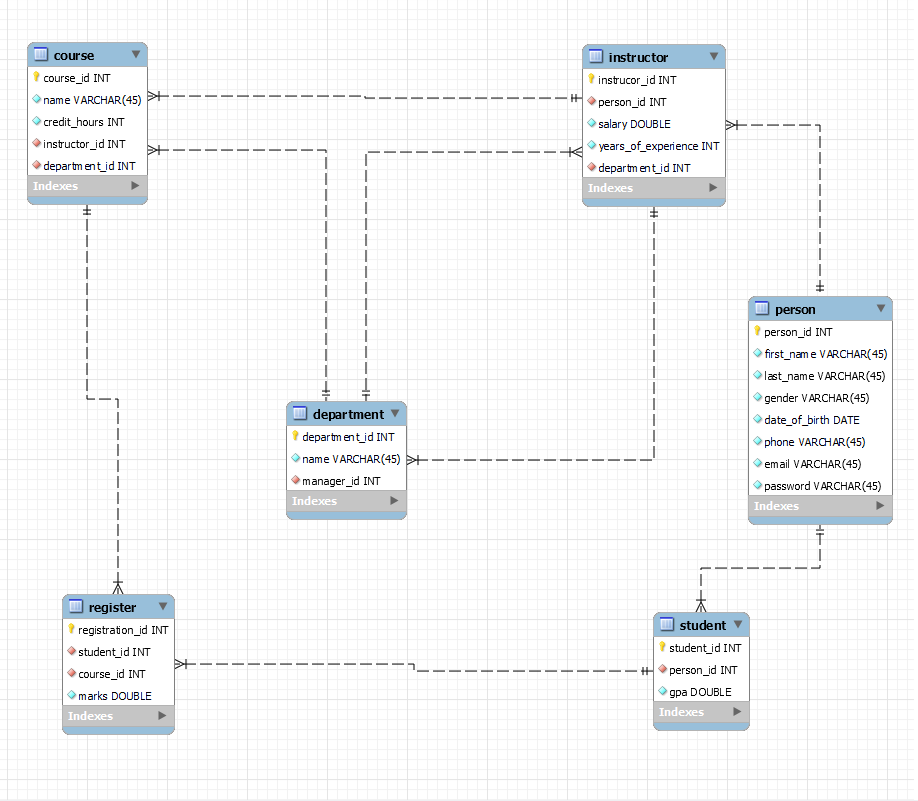 course
course_id INT
name VARCHAR(45)
credit_hours INT
instructor_id INT
department_id INT
Indexes
instructor
instrucor_id INT
person_id INT
salary DOUBLE
years_of_experience INT
department_id INT
Indexes
person
person_id INT
first_name VARCHAR(45)
last_name VARCHAR(45)
gender VARCHAR(45)
date_of_birth DATE
phone VARCHAR(45)
email VARCHAR(45)
password VARCHAR(45)
Indexes
department
department_id INT
name VARCHAR(45)
manager_id INT
Indexes
register
registration_id INT
student_id INT
course_id INT
marks DOUBLE
Indexes
student
student_id INT
person_id INT
gpa DOUBLE
Indexes